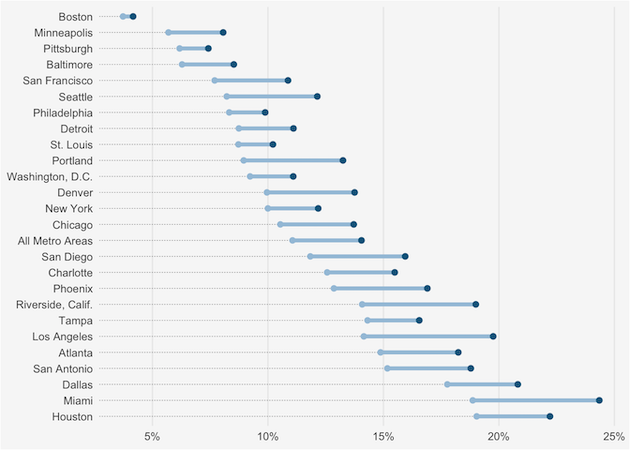 Boston
Minneapolis
Pittsburgh
Baltimore
San Francisco
Seattle
Philadelphia
Detroit
St. Louis
Portland
Washington, D.C.
Denver
New York
Chicago
All Metro Areas
San Diego
Charlotte
Phoenix
Riverside, Calif.
Tampa
Los Angeles
Atlanta
San Antonio
Dallas
Miami
Houston
5% 10% 15% 20% 25%